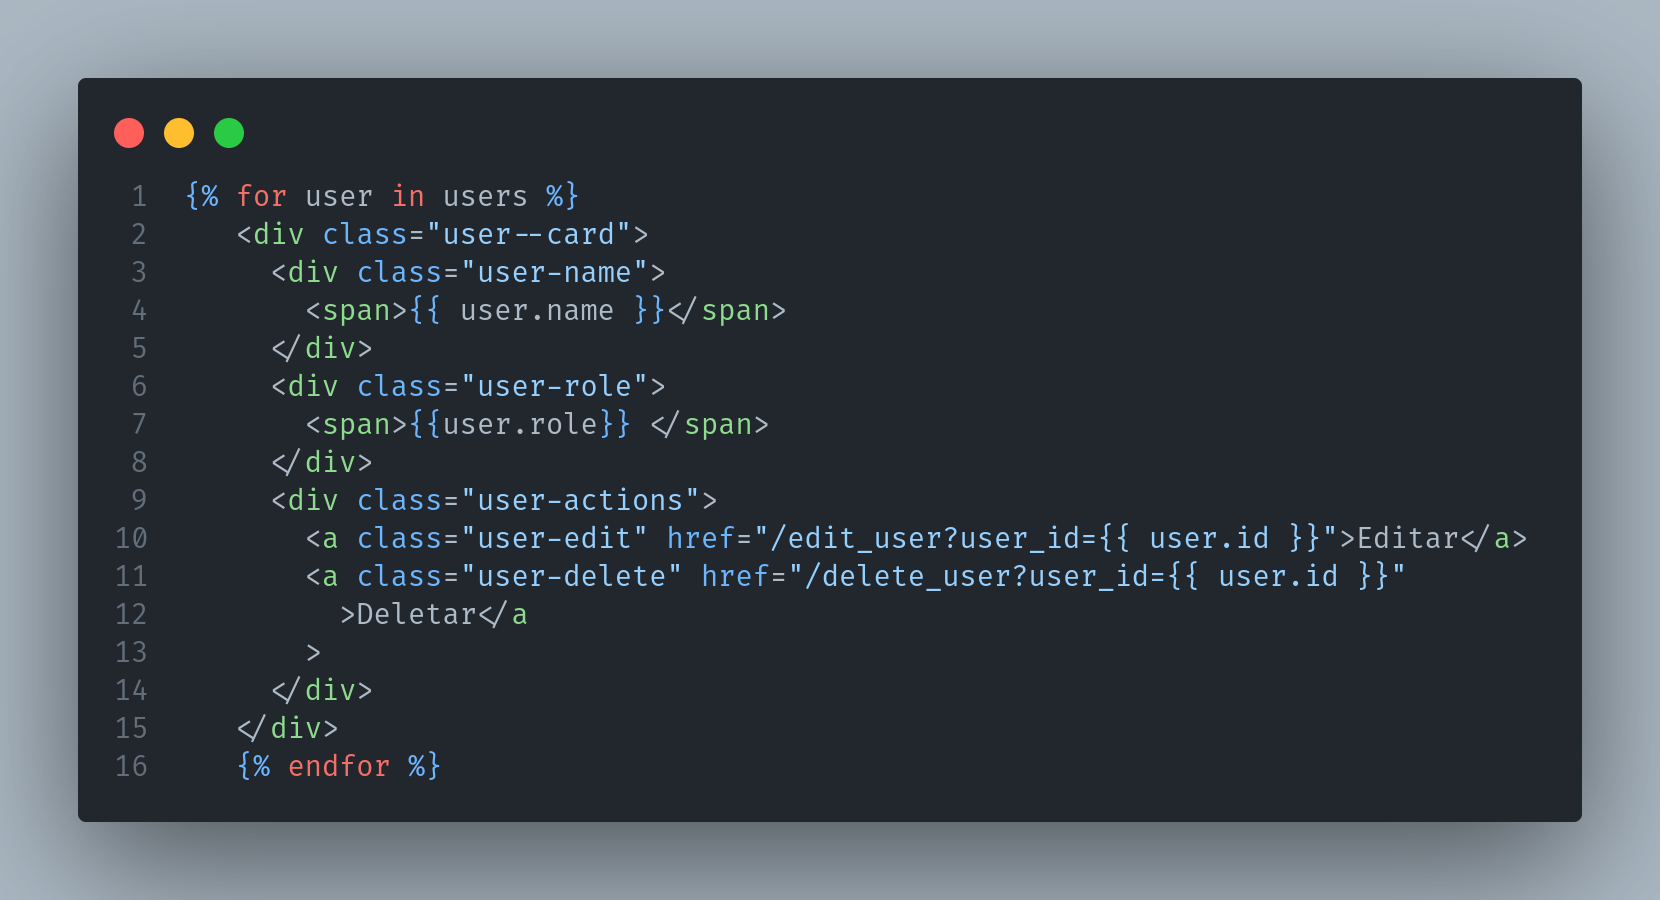 1 {% for user in users %}
2 <div class="user--card">
3 <div class="user-name">
4 <span>{{ user.name }}</span>
5 </div>
6 <div class="user-role">
7 <span>{{user.role}} </span>
8 </div>
9 <div class="user-actions">
10 <a class="user-edit" href="/edit_user?user_id={{ user.id }}">Editar</a>
11 <a class="user-delete" href="/delete_user?user_id={{ user.id }}"
12 >Deletar</a
13 >
14 </div>
15 </div>
16 {% endfor %}